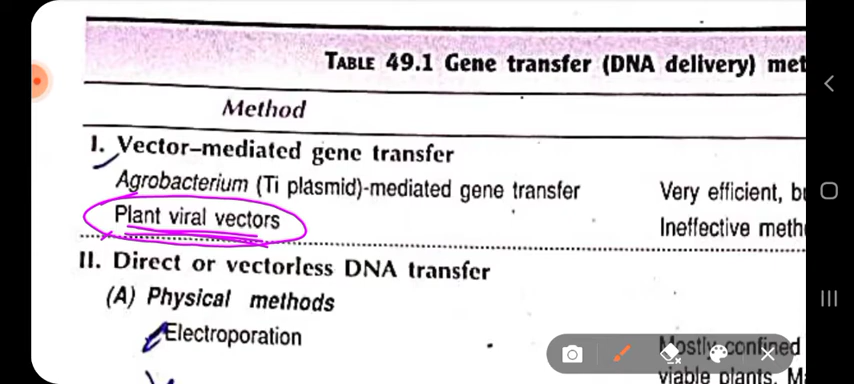 TABLE 49.1 Gene transfer (DNA delivery) met
Method
I. Vector–mediated gene transfer
Agrobacterium (Ti plasmid)-mediated gene transfer Very efficient, bu
Plant viral vectors Ineffective meth
II. Direct or vectorless DNA transfer
(A) Physical methods
Electroporation Mostly confined
viable plants. M